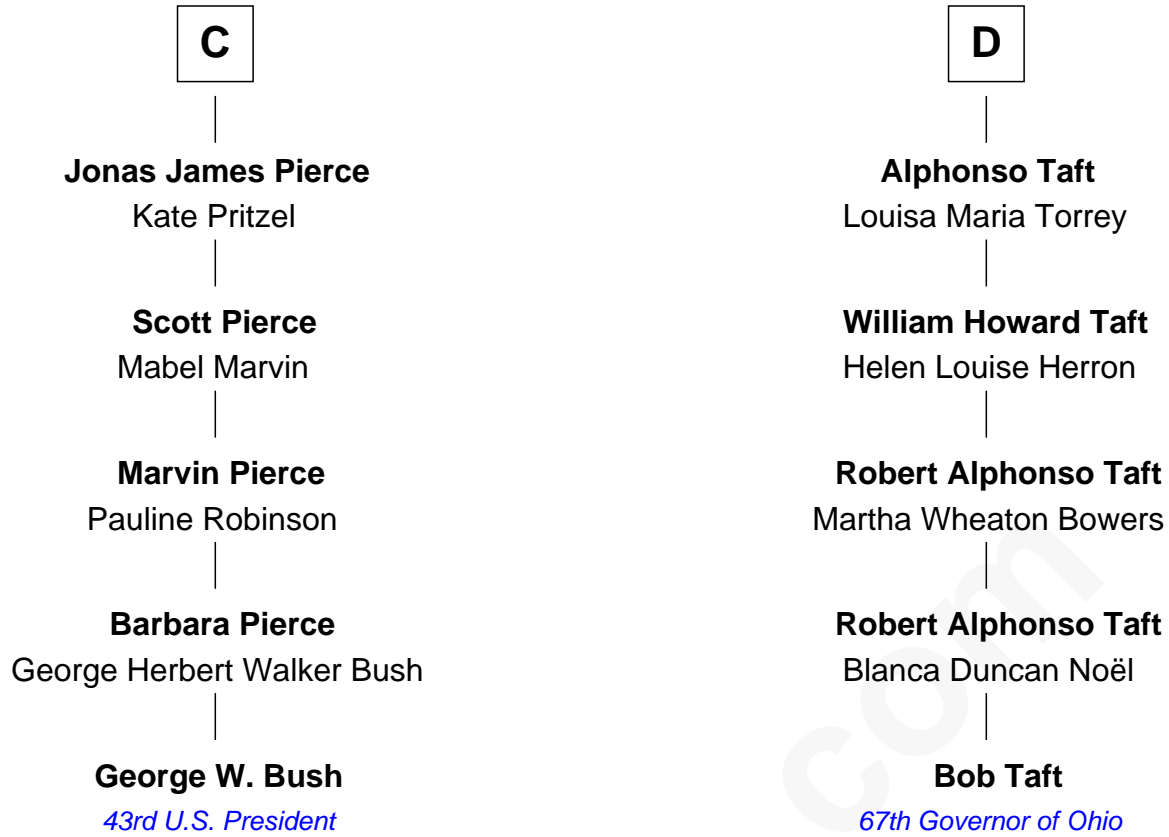 C
Jonas James Pierce
Kate Pritzel
Scott Pierce
Mabel Marvin
Marvin Pierce
Pauline Robinson
Barbara Pierce
George Herbert Walker Bush
George W. Bush
43rd U.S. President
D
Alphonso Taft
Louisa Maria Torrey
William Howard Taft
Helen Louise Herron
Robert Alphonso Taft
Martha Wheaton Bowers
Robert Alphonso Taft
Blanca Duncan Noël
Bob Taft
67th Governor of Ohio
com